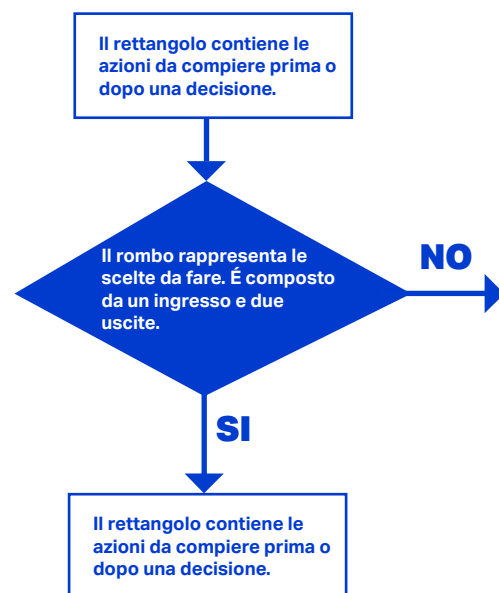 Il rettangolo contiene le
azioni da compiere prima o
dopo una decisione.
Il rombo rappresenta le
scelte da fare. É composto
da un ingresso e due
uscite.
NO
SI
Il rettangolo contiene le
azioni da compiere prima o
dopo una decisione.